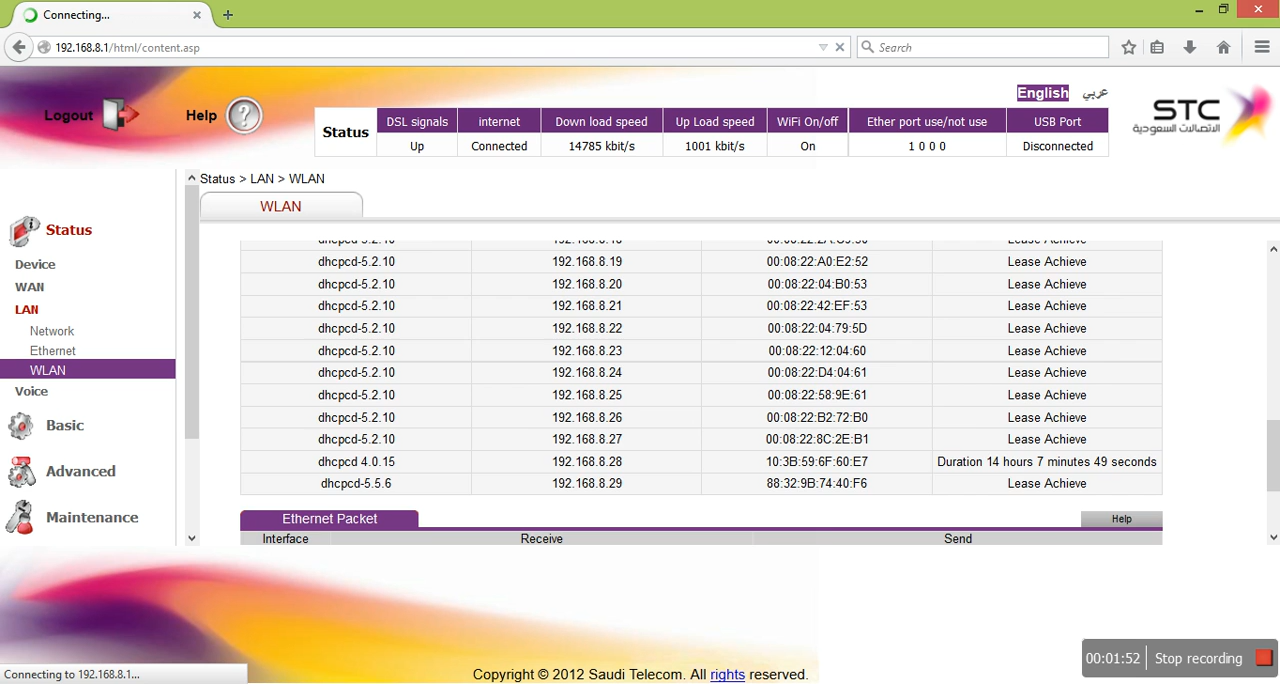 Connecting...
192.168.8.1/html/content.asp
Search
English عربي
Logout Help ?
Status
DSL signals internet Down load speed Up Load speed WiFi On/off Ether port use/not use USB Port
Up Connected 14785 kbit/s 1001 kbit/s On 1 0 0 0 Disconnected
STC
الاتصالات السعودية
Status > LAN > WLAN
WLAN
Status
Device
WAN
LAN
Network
Ethernet
WLAN
Voice
Basic
Advanced
Maintenance
dhcpcd-5.2.10 192.168.8.19 00:08:22:A0:E2:52 Lease Achieve
dhcpcd-5.2.10 192.168.8.20 00:08:22:04:B0:53 Lease Achieve
dhcpcd-5.2.10 192.168.8.21 00:08:22:42:EF:53 Lease Achieve
dhcpcd-5.2.10 192.168.8.22 00:08:22:04:79:5D Lease Achieve
dhcpcd-5.2.10 192.168.8.23 00:08:22:12:04:60 Lease Achieve
dhcpcd-5.2.10 192.168.8.24 00:08:22:D4:04:61 Lease Achieve
dhcpcd-5.2.10 192.168.8.25 00:08:22:58:9E:61 Lease Achieve
dhcpcd-5.2.10 192.168.8.26 00:08:22:B2:72:B0 Lease Achieve
dhcpcd-5.2.10 192.168.8.27 00:08:22:8C:2E:B1 Lease Achieve
dhcpcd 4.0.15 192.168.8.28 10:3B:59:6F:60:E7 Duration 14 hours 7 minutes 49 seconds
dhcpcd-5.5.6 192.168.8.29 88:32:9B:74:40:F6 Lease Achieve
Ethernet Packet Help
Interface Receive Send
00:01:52 Stop recording
Connecting to 192.168.8.1...
Copyright © 2012 Saudi Telecom. All rights reserved.